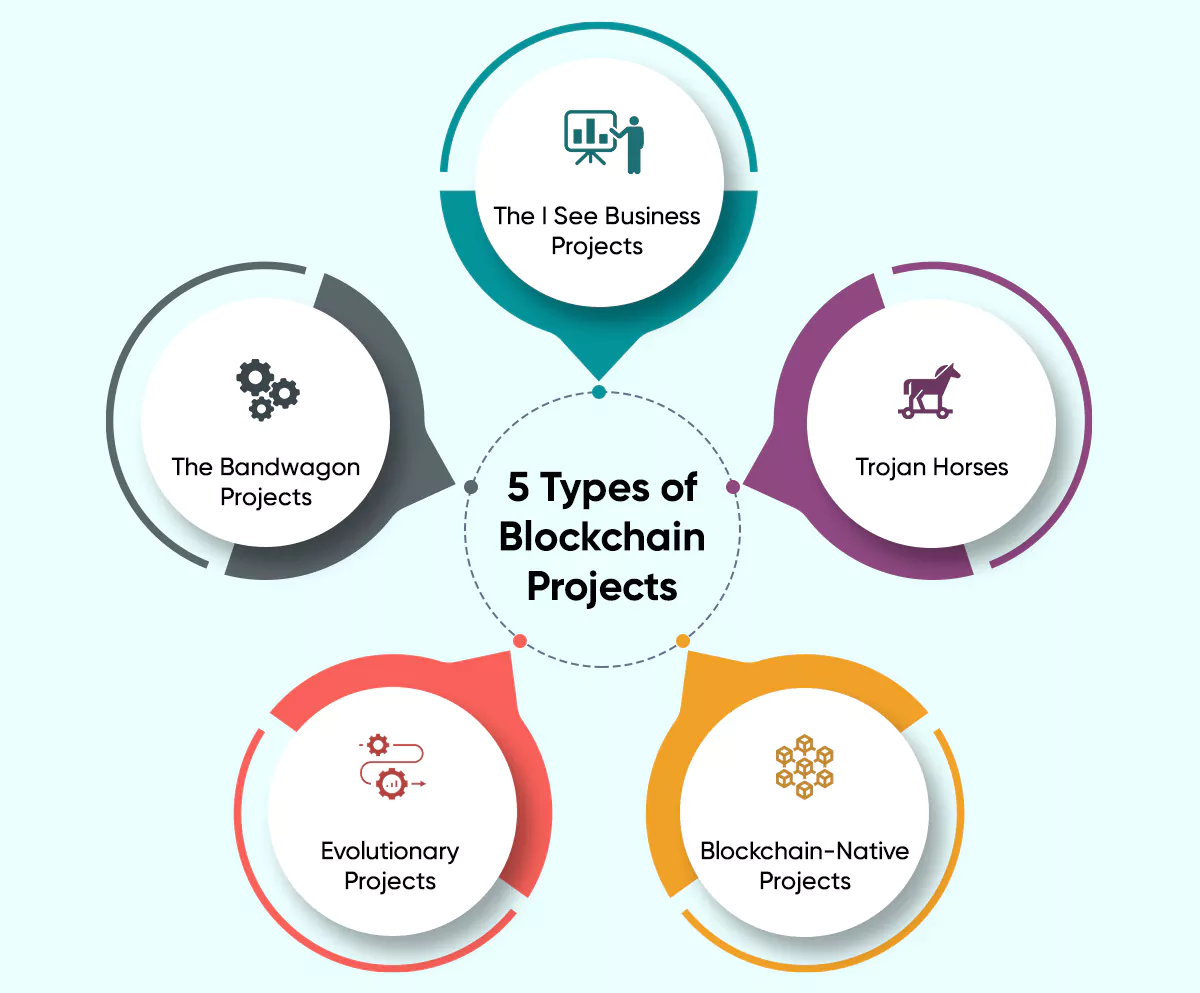 The I See Business
Projects
The Bandwagon
Projects
Trojan Horses
5 Types of
Blockchain
Projects
Evolutionary
Projects
Blockchain-Native
Projects